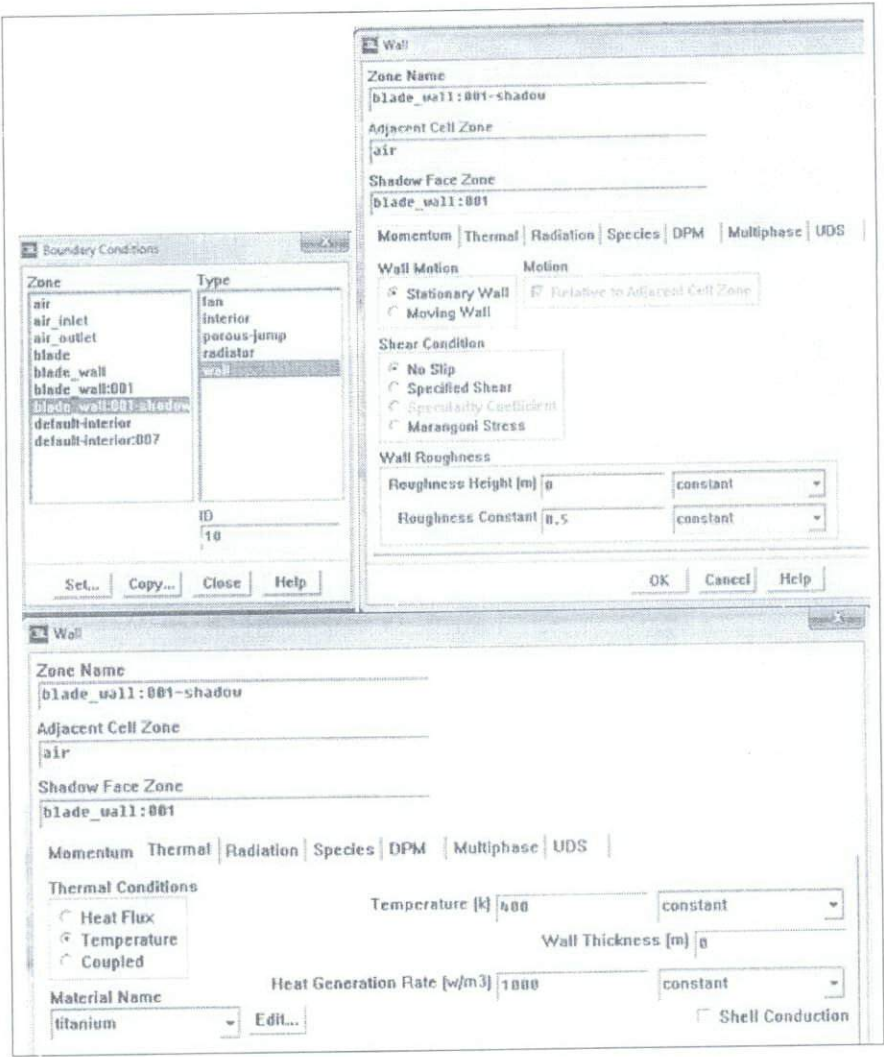 Wall
Zone Name
blade_wall:001-shadow
Adjacent Cell Zone
air
Shadow Face Zone
blade_wall:001
Momentum Thermal Radiation Species DPM Multiphase UDS
Wall Motion Motion
Stationary Wall Relative to Adjacent Cell Zone
Moving Wall
Shear Condition
No Slip
Specified Shear
Specularity Coefficient
Marangoni Stress
Wall Roughness
Roughness Height (m) 0 constant
Roughness Constant 0.5 constant
OK Cancel Help
Boundary Conditions
Zone Type
air fan
air_inlet interior
air_outlet porous-jump
blade radiator
blade_wall wall
blade_wall:001
blade_wall:001-shadow
default-interior
default-interior:007
ID
10
Set... Copy... Close Help
Wall
Zone Name
blade_wall:001-shadow
Adjacent Cell Zone
air
Shadow Face Zone
blade_wall:001
Momentum Thermal Radiation Species DPM Multiphase UDS
Thermal Conditions
Heat Flux
Temperature
Coupled
Temperature (k) 400 constant
Wall Thickness (m) 0
Heat Generation Rate (w/m3) 1000 constant
Material Name
titanium Edit... Shell Conduction